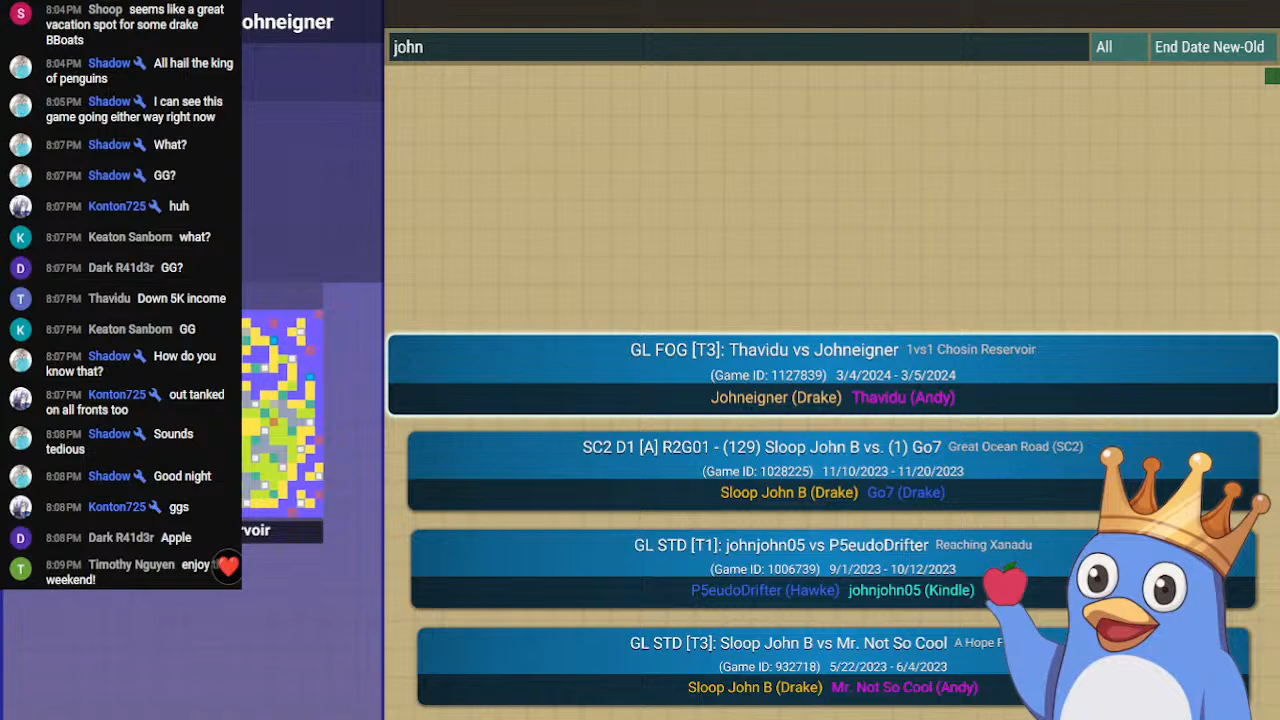 8:04PM Shoop seems like a great
vacation spot for some drake
BBoats
8:04PM Shadow All hail the king
of penguins
8:05PM Shadow I can see this
game going either way right now
8:07PM Shadow What?
8:07PM Shadow GG?
8:07PM Konton725 huh
8:07PM Keaton Sanborn what?
8:07PM Dark R41d3r GG?
8:07PM Thavidu Down 5K income
8:07PM Keaton Sanborn GG
8:07PM Shadow How do you
know that?
8:07PM Konton725 out tanked
on all fronts too
8:08PM Shadow Sounds
tedious
8:08PM Shadow Good night
8:08PM Konton725 ggs
8:08PM Dark R41d3r Apple
8:09PM Timothy Nguyen enjoy
weekend!
S
K
D
T
K
D
T
ohneigner
rvoir
john
All
End Date New-Old
GL FOG [T3]: Thavidu vs Johneigner 1vs1 Chosin Reservoir
(Game ID: 1127839) 3/4/2024 - 3/5/2024
Johneigner (Drake) Thavidu (Andy)
SC2 D1 [A] R2G01 - (129) Sloop John B vs. (1) Go7 Great Ocean Road (SC2)
(Game ID: 1028225) 11/10/2023 - 11/20/2023
Sloop John B (Drake) Go7 (Drake)
GL STD [T1]: johnjohn05 vs P5eudoDrifter Reaching Xanadu
(Game ID: 1006739) 9/1/2023 - 10/12/2023
P5eudoDrifter (Hawke) johnjohn05 (Kindle)
GL STD [T3]: Sloop John B vs Mr. Not So Cool A Hope F
(Game ID: 932718) 5/22/2023 - 6/4/2023
Sloop John B (Drake) Mr. Not So Cool (Andy)